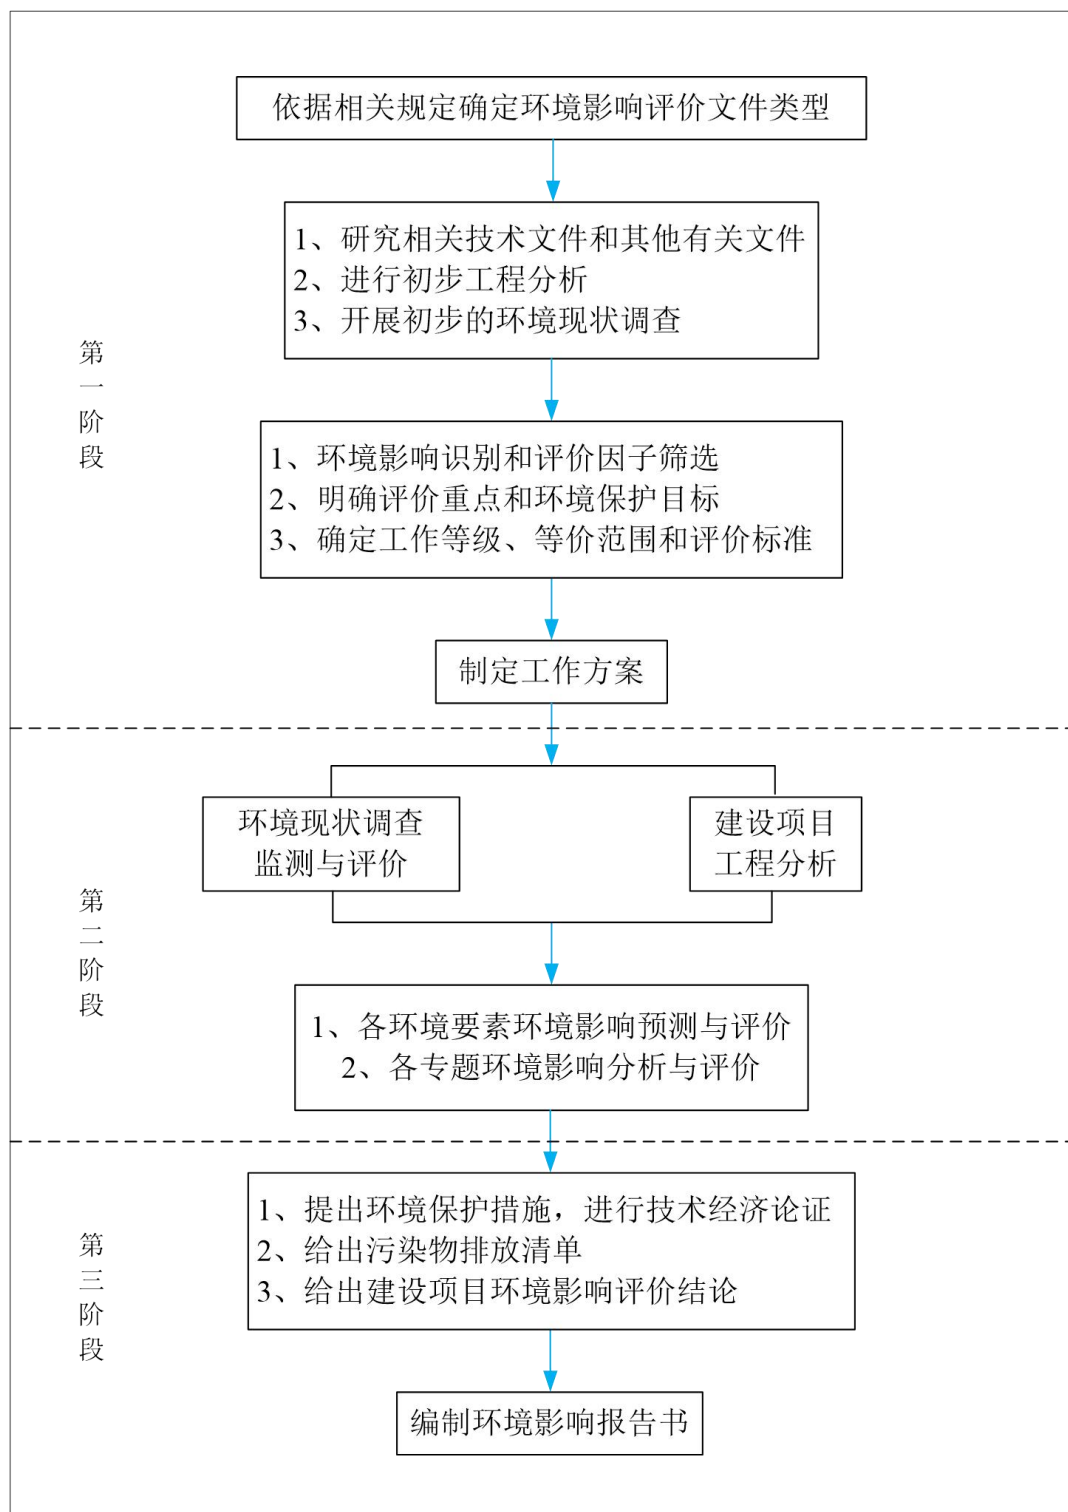 依据相关规定确定环境影响评价文件类型
1、研究相关技术文件和其他有关文件
2、进行初步工程分析
3、开展初步的环境现状调查
第一阶段
1、环境影响识别和评价因子筛选
2、明确评价重点和环境保护目标
3、确定工作等级、等价范围和评价标准
制定工作方案
环境现状调查
监测与评价
建设项目
工程分析
第二阶段
1、各环境要素环境影响预测与评价
2、各专题环境影响分析与评价
1、提出环境保护措施，进行技术经济论证
2、给出污染物排放清单
3、给出建设项目环境影响评价结论
第三阶段
编制环境影响报告书